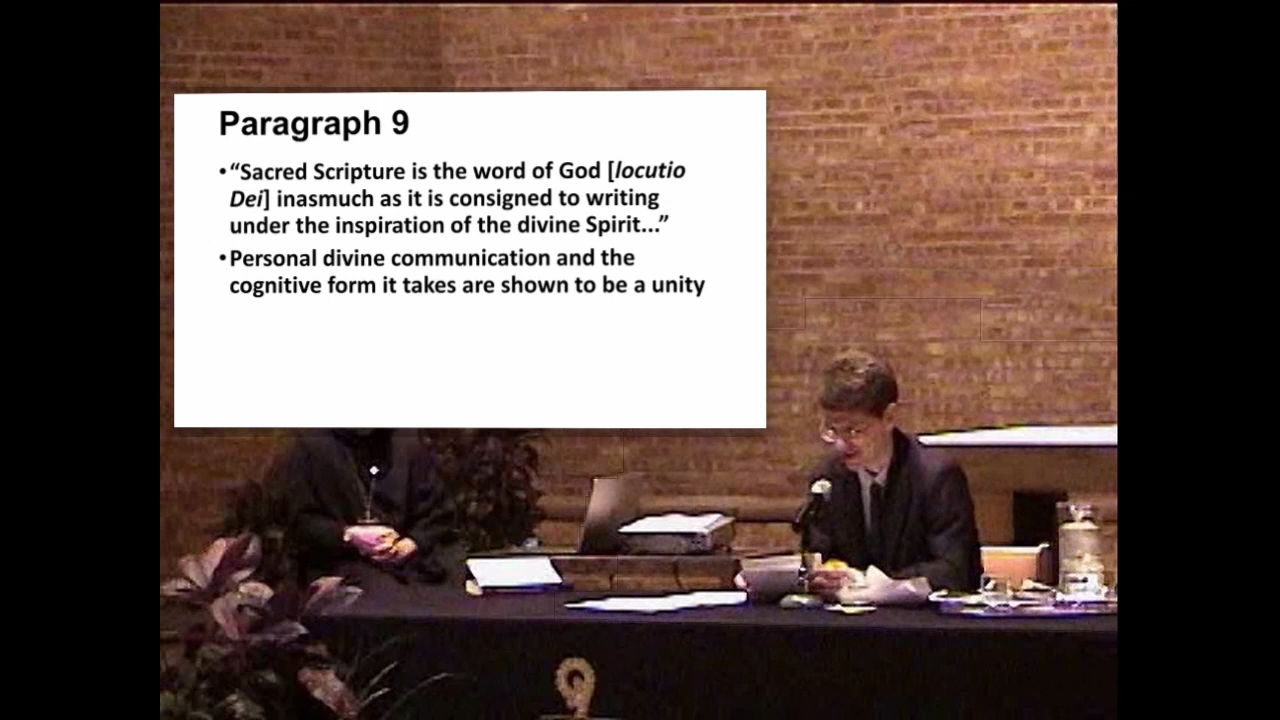 Paragraph 9
•“Sacred Scripture is the word of God [locutio
Dei] inasmuch as it is consigned to writing
under the inspiration of the divine Spirit...”
•Personal divine communication and the
cognitive form it takes are shown to be a unity